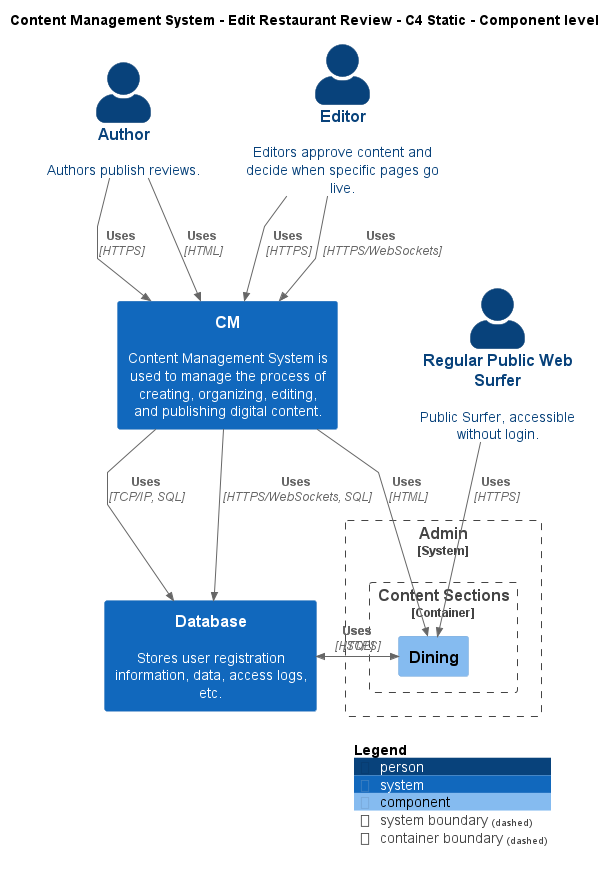 Content Management System - Edit Restaurant Review - C4 Static - Component level
Author
Authors publish reviews.
Editor
Editors approve content and
decide when specific pages go
live.
Uses
[HTTPS]
Uses
[HTML]
Uses
[HTTPS]
Uses
[HTTPS/WebSockets]
CM
Content Management System is
used to manage the process of
creating, organizing, editing,
and publishing digital content.
Regular Public Web
Surfer
Public Surfer, accessible
without login.
Uses
[TCP/IP, SQL]
Uses
[HTTPS/WebSockets, SQL]
Uses
[HTML]
Uses
[HTTPS]
Admin
[System]
Content Sections
[Container]
Database
Stores user registration
information, data, access logs,
etc.
Uses
Dining
Legend
person
system
component
system boundary (dashed)
container boundary (dashed)